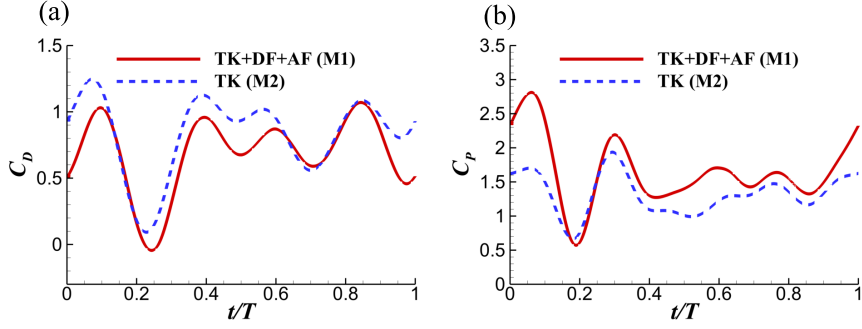 (a)
1.5
1
0.5
0
C_D
TK+DF+AF (M1)
TK (M2)
0 0.2 0.4 0.6 0.8 1
t/T
(b)
3.5
3
2.5
2
1.5
1
0.5
0
C_P
TK+DF+AF (M1)
TK (M2)
0 0.2 0.4 0.6 0.8 1
t/T